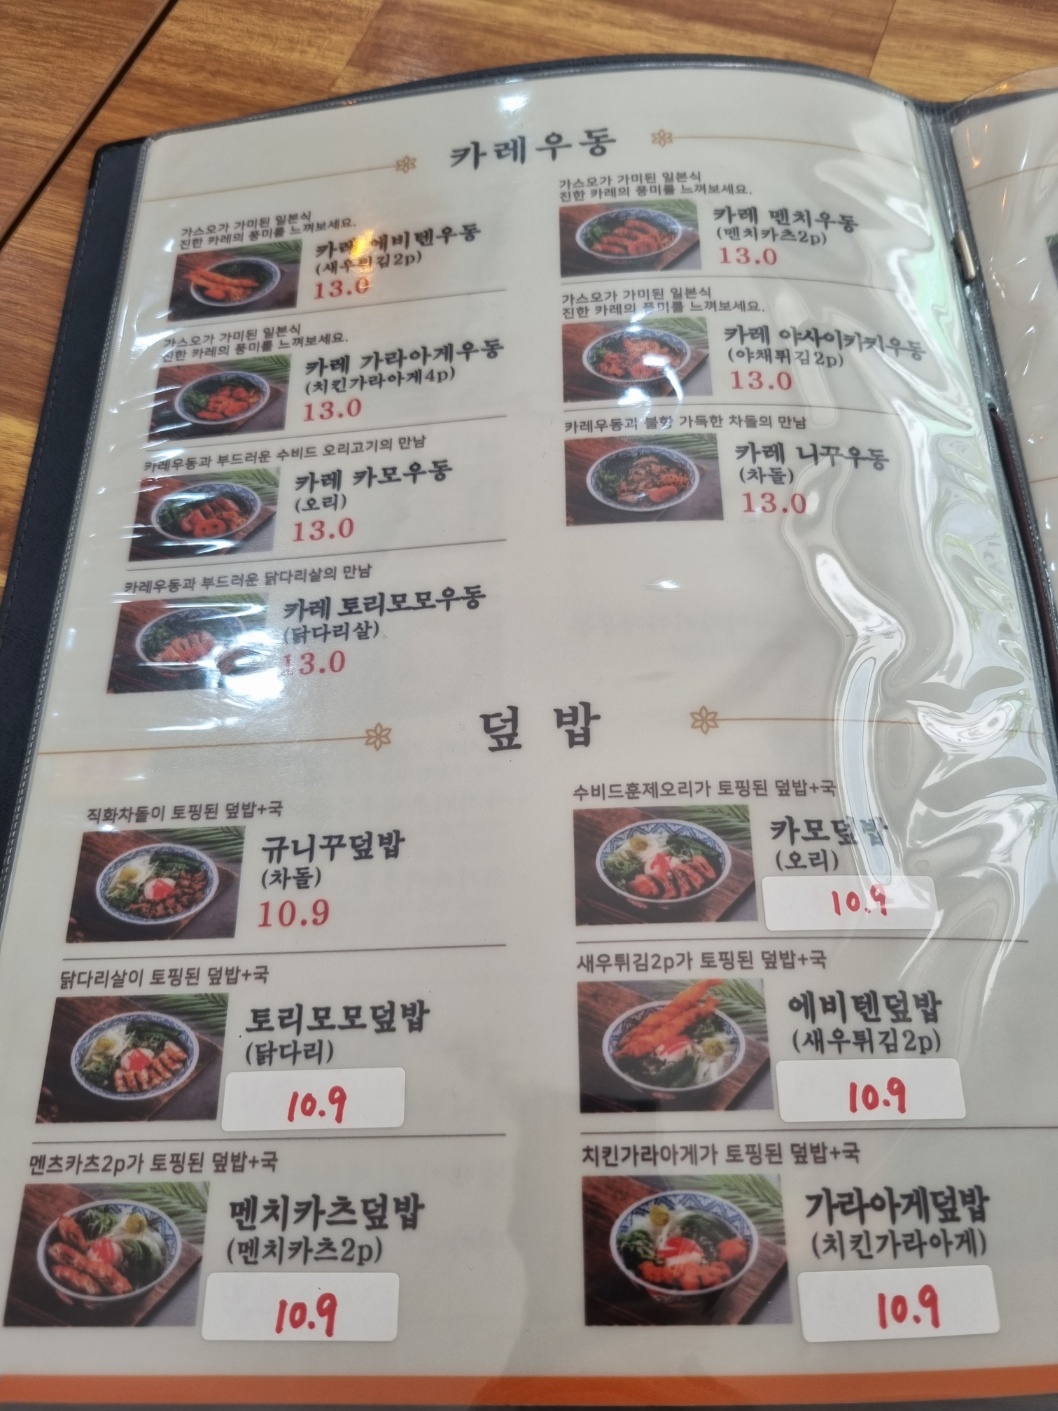 카레우동
가스오가 가미된 일본식
진한 카레의 풍미를 느껴보세요.
카레 에비텐우동
(새우튀김2p)
13.0
가스오가 가미된 일본식
진한 카레의 풍미를 느껴보세요.
카레 가라아게우동
(치킨가라아게4p)
13.0
카레우동과 부드러운 수비드 오리고기의 만남
카레 카모우동
(오리)
13.0
카레우동과 부드러운 닭다리살의 만남
카레 토리모모우동
(닭다리살)
13.0
가스오가 가미된 일본식
진한 카레의 풍미를 느껴보세요.
카레 멘치우동
(멘치카츠2p)
13.0
가스오가 가미된 일본식
진한 카레의 풍미를 느껴보세요.
카레 야사이키키우동
(야채튀김2p)
13.0
카레우동과 불향 가득한 차돌의 만남
카레 니꾸우동
(차돌)
13.0
덮 밥
직화차돌이 토핑된 덮밥+국
규니꾸덮밥
(차돌)
10.9
닭다리살이 토핑된 덮밥+국
토리모모덮밥
(닭다리)
10.9
멘츠카츠2p가 토핑된 덮밥+국
멘치카츠덮밥
(멘치카츠2p)
10.9
수비드훈제오리가 토핑된 덮밥+국
카모덮밥
(오리)
10.9
새우튀김2p가 토핑된 덮밥+국
에비텐덮밥
(새우튀김2p)
10.9
치킨가라아게가 토핑된 덮밥+국
가라아게덮밥
(치킨가라아게)
10.9